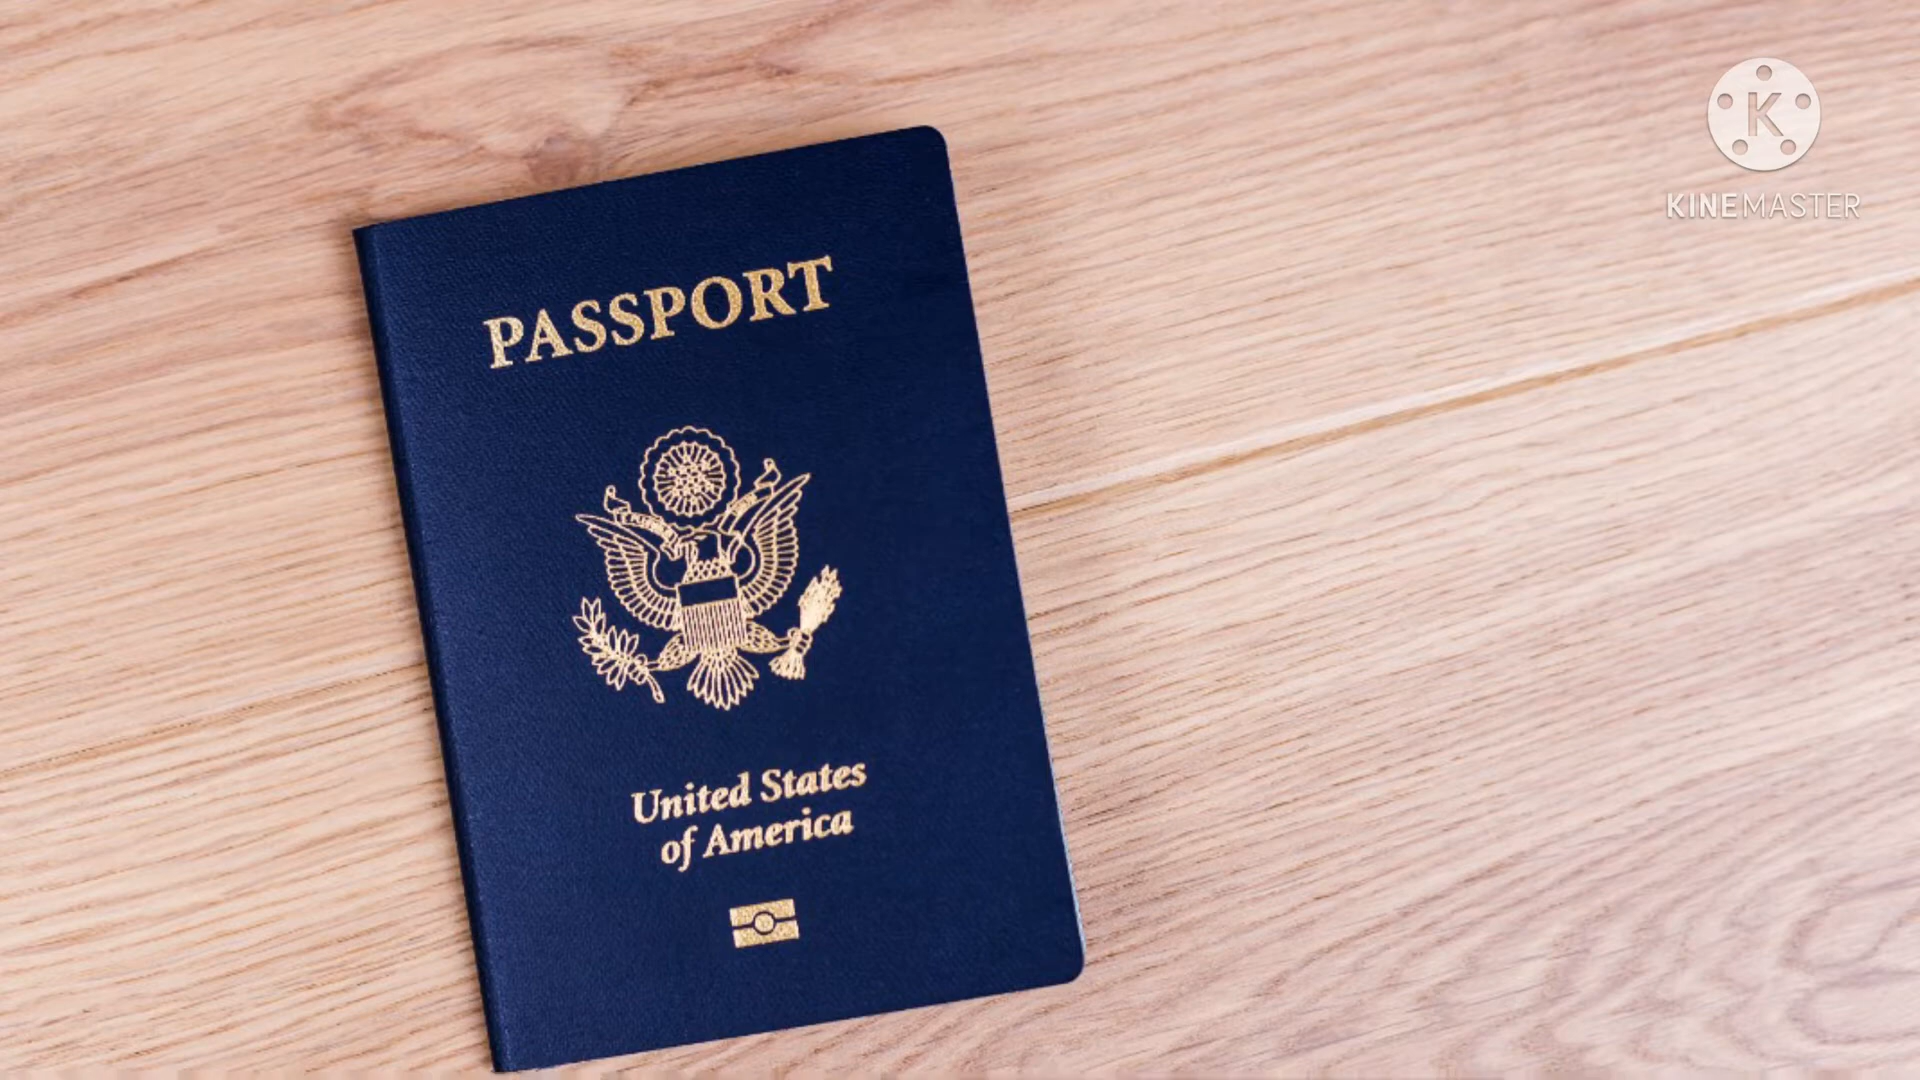 PASSPORT
United States
of America
K
KINEMASTER